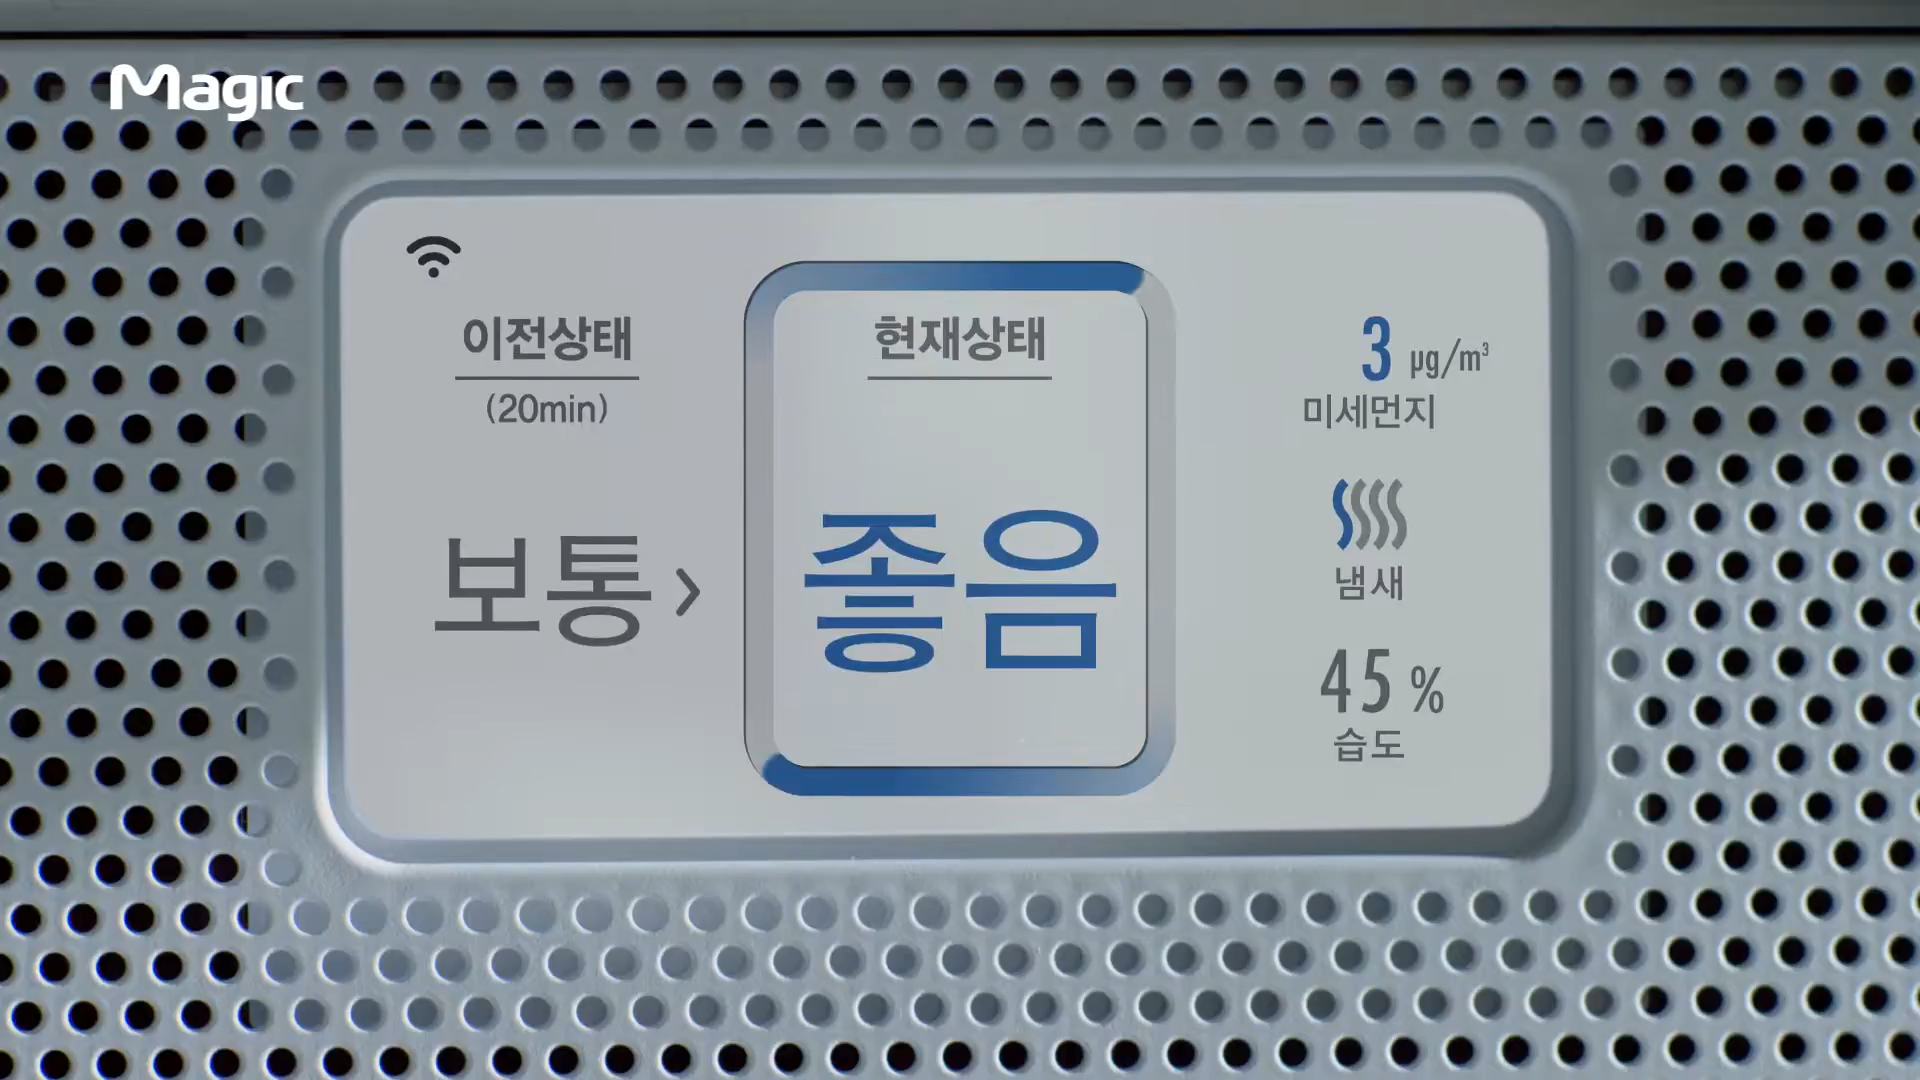 Magic
이전상태
(20min)
보통 >
현재상태
좋음
3 µg/m³
미세먼지
냄새
45 %
습도